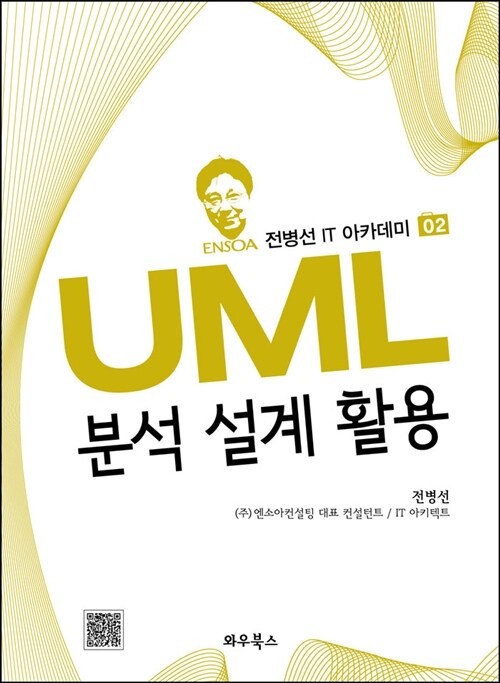 ENSOA 전병선 IT 아카데미 02
UML
분석 설계 활용
전병선
(주)엔소아컨설팅 대표 컨설턴트 / IT 아키텍트
와우북스